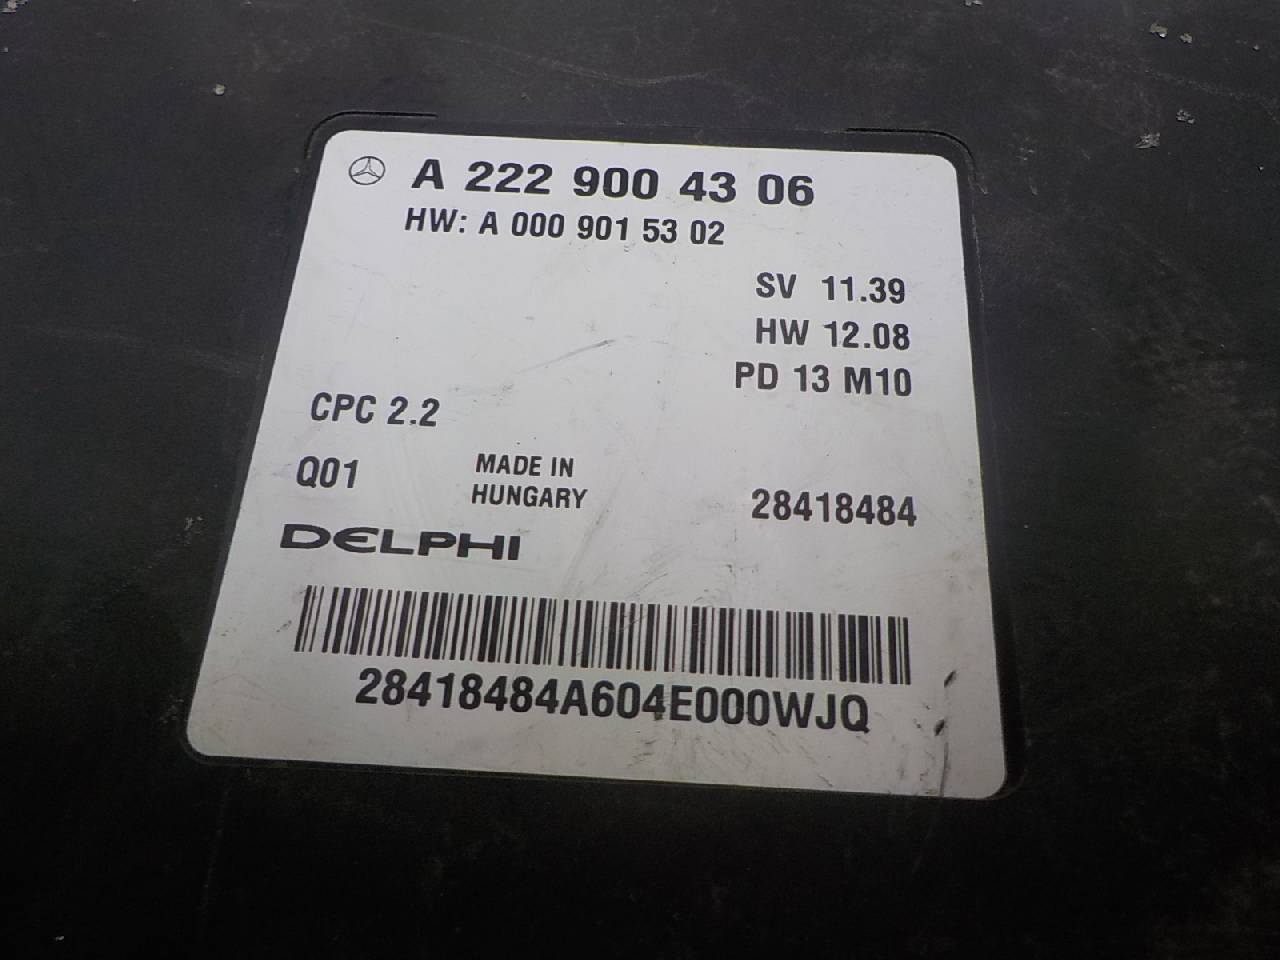 A 222 900 43 06
HW: A 000 901 53 02
SV 11.39
HW 12.08
PD 13 M10
CPC 2.2
Q01
MADE IN
HUNGARY
28418484
DELPHI
28418484A604E000WJQ